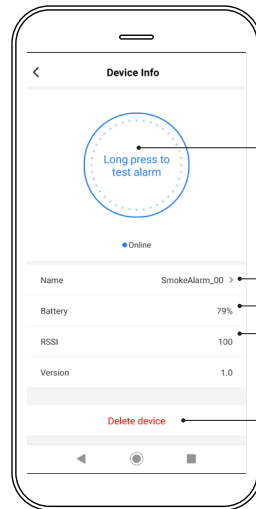 Device Info
Long press to
test alarm
Online
Name SmokeAlarm_00 >
Battery 79%
RSSI 100
Version 1.0
Delete device